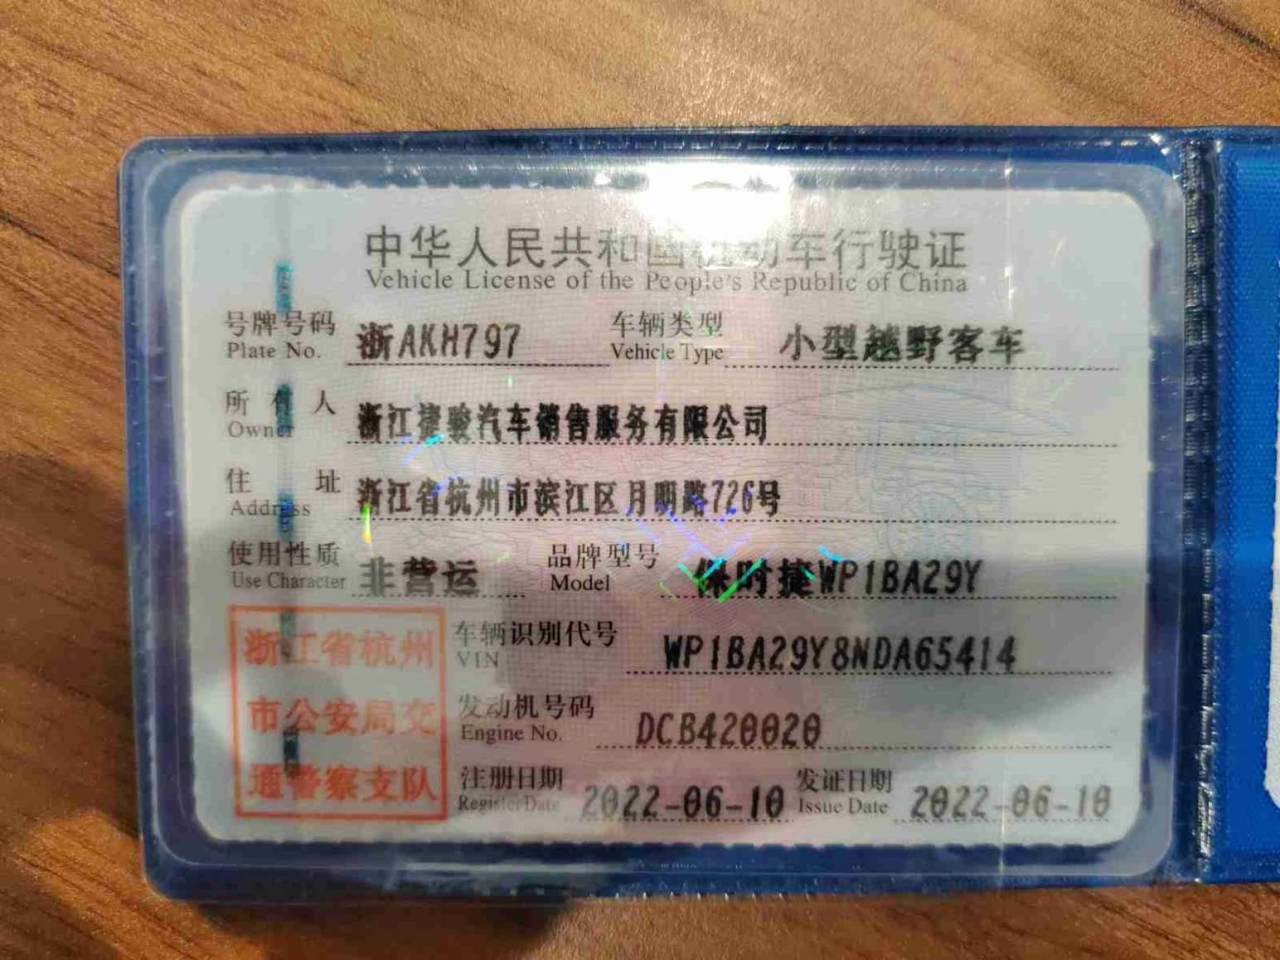 中华人民共和国机动车行驶证
Vehicle License of the People's Republic of China
号牌号码 浙AKH797 车辆类型 小型越野客车
Plate No. Vehicle Type
所有人 浙江捷骏汽车销售服务有限公司
Owner
住址 浙江省杭州市滨江区月明路726号
Address
使用性质 非营运 品牌型号 保时捷WP1BA29Y
Use Character Model
浙江省杭州 车辆识别代号 WP1BA29Y8NDA65414
VIN
市公安局交 发动机号码 DCB420020
Engine No.
通警察支队 注册日期 2022-06-10 发证日期 2022-06-10
Register Date Issue Date